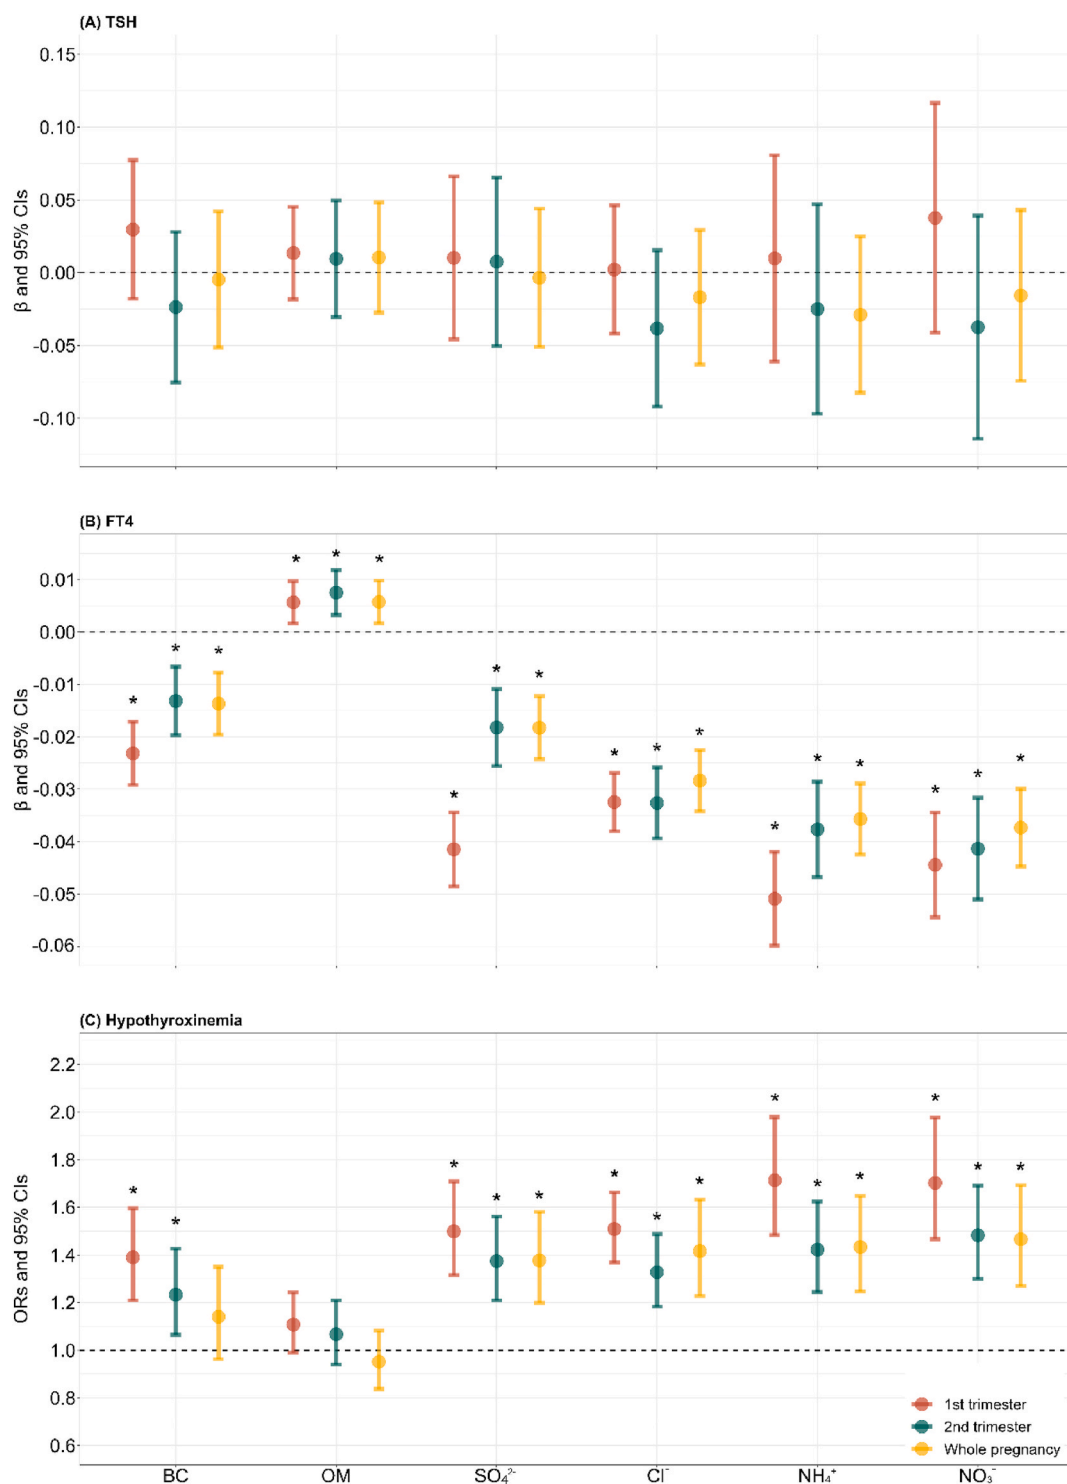 (A) TSH
0.15
0.10
0.05
0.00
-0.05
-0.10
β and 95% CIs
(B) FT4
* * *
0.01
0.00
* * *
-0.01
* *
-0.02
* * *
-0.03
* * *
* * *
-0.04
*
*
-0.05
-0.06
β and 95% CIs
(C) Hypothyroxinemia
2.2
2.0
* *
1.8
* * *
* * * *
1.6
* * * * *
1.4
1.2
1.0
0.8
0.6
ORs and 95% CIs
1st trimester
2nd trimester
Whole pregnancy
BC OM SO₄²⁻ Cl⁻ NH₄⁺ NO₃⁻